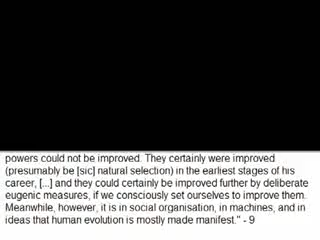 powers could not be improved. They certainly were improved
(presumably be [sic] natural selection) in the earliest stages of his
career, [...] and they could certainly be improved further by deliberate
eugenic measures, if we consciously set ourselves to improve them.
Meanwhile, however, it is in social organisation, in machines, and in
ideas that human evolution is mostly made manifest." - 9